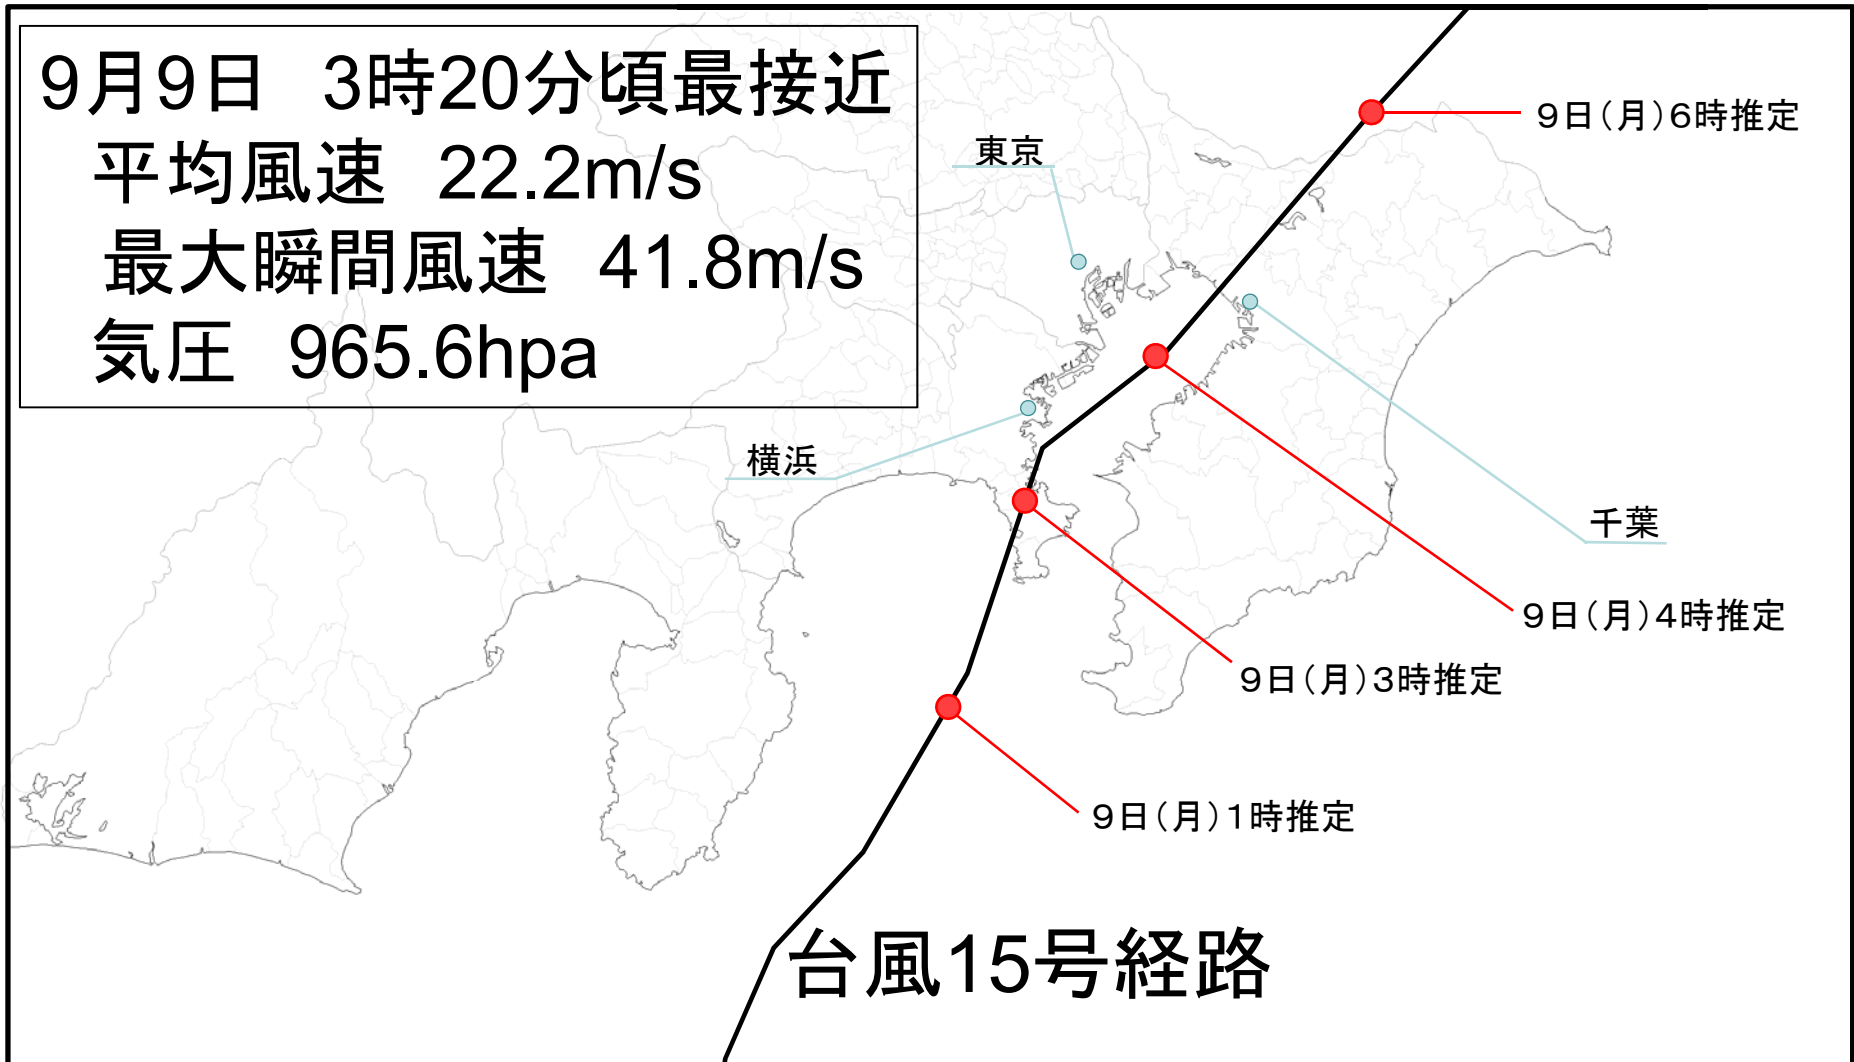 9月9日　3時20分頃最接近
平均風速　22.2m/s
最大瞬間風速　41.8m/s
気圧　965.6hpa
9日(月)6時推定
東京
横浜
千葉
9日(月)4時推定
9日(月)3時推定
9日(月)1時推定
台風15号経路